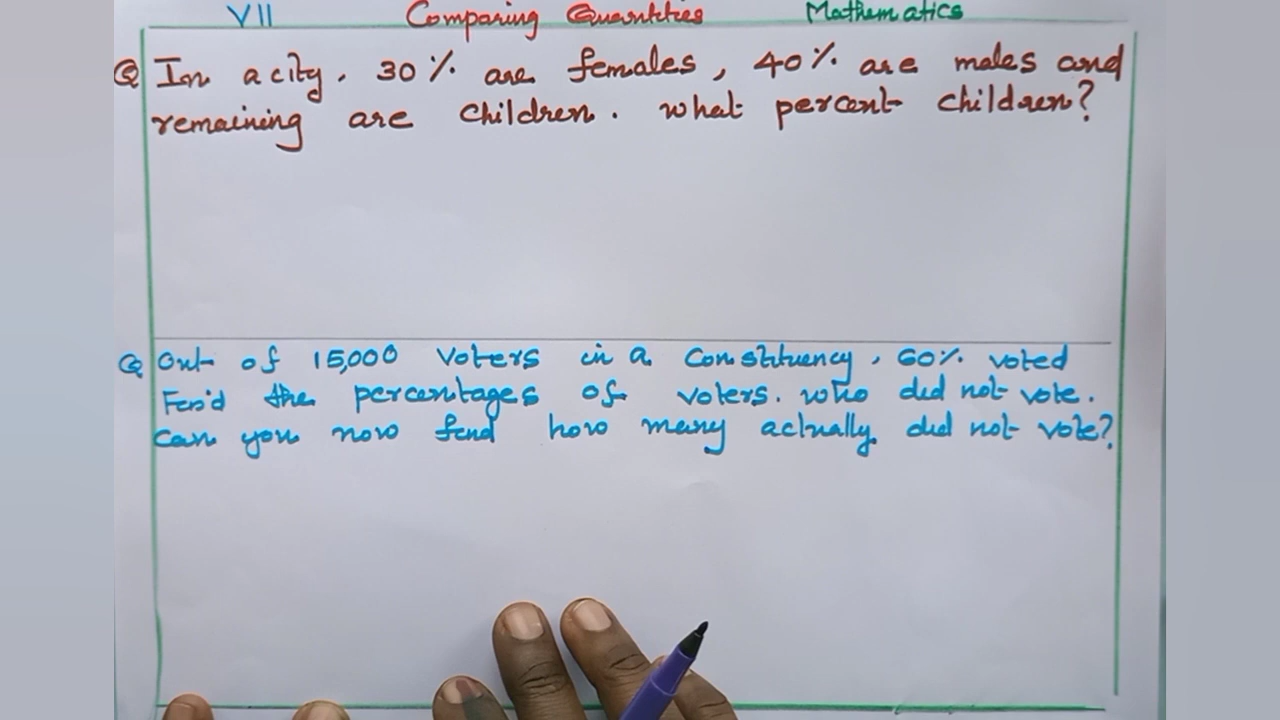 VII Comparing Quantities Mathematics
Q In a city, 30% are females, 40% are males and
remaining are children. What percent children?
Q Out of 15,000 Voters in a Constituency, 60% voted
Find the percentages of voters. who did not vote.
Can you now find how many actually did not vote?